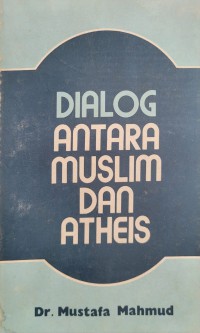 DIALOG
ANTARA
MUSLIM
DAN
ATHEIS
Dr. Mustafa Mahmud